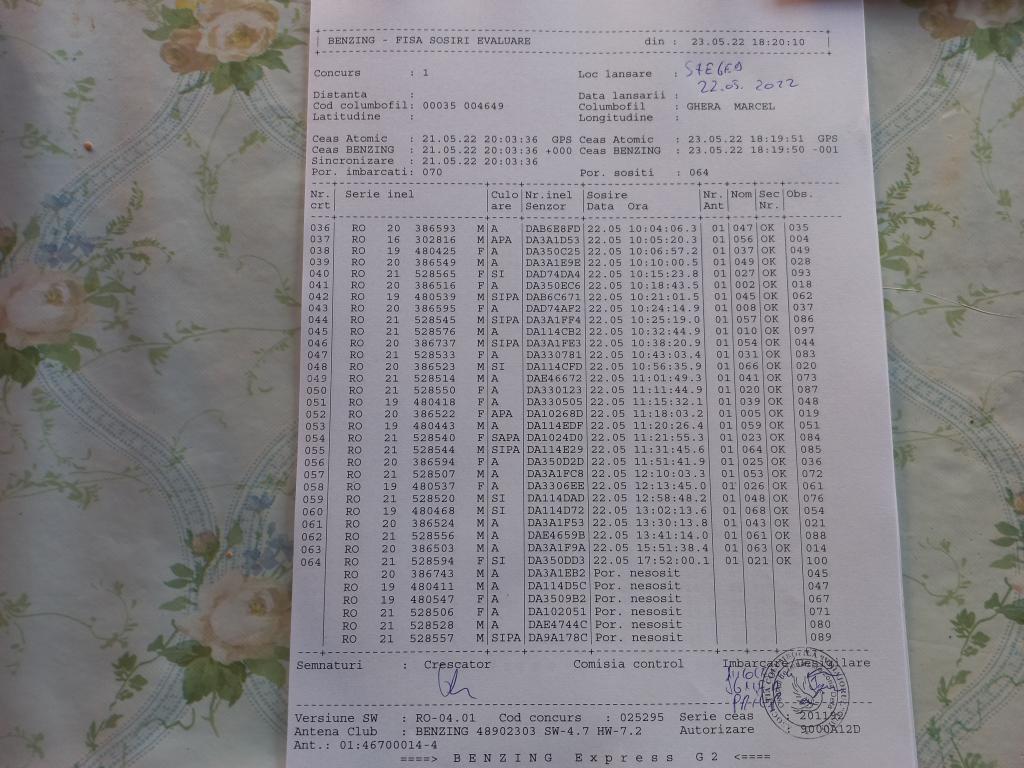 BENZING - FISA SOSIRI EVALUARE din : 23.05.22 18:20:10
Concurs : 1 Loc lansare : SZEGED
Distanta : Data lansarii : 22.05. 2022
Cod columbofil: 00035 004649 Columbofil : GHERA MARCEL
Latitudine : Longitudine :
Ceas Atomic : 21.05.22 20:03:36 GPS Ceas Atomic : 23.05.22 18:19:51 GPS
Ceas BENZING : 21.05.22 20:03:36 +000 Ceas BENZING : 23.05.22 18:19:50 -001
Sincronizare : 21.05.22 20:03:36
Por. imbarcati: 070 Por. sositi : 064
Nr. Serie inel Culo Nr.inel Sosire Nr. Nom Sec Obs.
crt are Senzor Data Ora Ant Nr.
036 RO 20 386593 M A DAB6E8FD 22.05 10:04:06.3 01 047 OK 035
037 RO 16 302816 M APA DA3A1D53 22.05 10:05:20.3 01 056 OK 004
038 RO 19 480425 F A DA350C25 22.05 10:06:57.2 01 037 OK 049
039 RO 20 386549 M A DA3A1E9E 22.05 10:10:00.5 01 049 OK 028
040 RO 21 528565 F SI DAD74DA4 22.05 10:15:23.8 01 027 OK 093
041 RO 20 386516 F A DA350EC6 22.05 10:18:43.5 01 002 OK 018
042 RO 19 480539 M SIPA DAB6C671 22.05 10:21:01.5 01 045 OK 062
043 RO 20 386595 F A DAD74AF2 22.05 10:24:14.9 01 008 OK 037
044 RO 21 528545 M SIPA DA3A1FF4 22.05 10:25:19.0 01 057 OK 086
045 RO 21 528576 M A DA114CB2 22.05 10:32:44.9 01 010 OK 097
046 RO 20 386737 M SIPA DA3A1FE3 22.05 10:38:20.9 01 054 OK 044
047 RO 21 528533 F A DA330781 22.05 10:43:03.4 01 031 OK 083
048 RO 20 386523 M SI DA114CFD 22.05 10:56:35.9 01 066 OK 020
049 RO 21 528514 M A DAE46672 22.05 11:01:49.3 01 041 OK 073
050 RO 21 528550 F A DA330123 22.05 11:11:44.9 01 020 OK 087
051 RO 19 480418 F A DA330505 22.05 11:15:32.1 01 039 OK 048
052 RO 20 386522 F APA DA10268D 22.05 11:18:03.2 01 005 OK 019
053 RO 19 480443 M A DA114EDF 22.05 11:20:26.4 01 059 OK 051
054 RO 21 528540 F SAPA DA1024D0 22.05 11:21:55.3 01 023 OK 084
055 RO 21 528544 M SIPA DA114E29 22.05 11:31:45.6 01 064 OK 085
056 RO 20 386594 F A DA350D2D 22.05 11:51:41.9 01 025 OK 036
057 RO 21 528507 M A DA3A1FC8 22.05 12:10:03.3 01 053 OK 072
058 RO 19 480537 F A DA3306EE 22.05 12:13:45.0 01 026 OK 061
059 RO 21 528520 M SI DA114DAD 22.05 12:58:48.2 01 048 OK 076
060 RO 19 480468 M SI DA114D72 22.05 13:02:13.6 01 068 OK 054
061 RO 20 386524 M A DA3A1F53 22.05 13:30:13.8 01 043 OK 021
062 RO 21 528556 M A DAE4659B 22.05 13:41:14.0 01 061 OK 088
063 RO 20 386503 M A DA3A1F9A 22.05 15:51:38.4 01 063 OK 014
064 RO 21 528594 F SI DA350DD3 22.05 17:52:00.1 01 021 OK 100
RO 20 386743 M A DA3A1EB2 Por. nesosit 045
RO 19 480411 M A DA114D5C Por. nesosit 047
RO 19 480547 F A DA3509B2 Por. nesosit 067
RO 21 528506 F A DA102051 Por. nesosit 071
RO 21 528528 M A DAE4744C Por. nesosit 080
RO 21 528557 M SIPA DA9A178C Por. nesosit 089
Semnaturi : Crescator Comisia control Imbarcare/Desigilare
Versiune SW : RO-04.01 Cod concurs : 025295 Serie ceas :
Antena Club : BENZING 48902303 SW-4.7 HW-7.2 Autorizare : 9000A12D
Ant.: 01:46700014-4
====> BENZING Express G2 <====